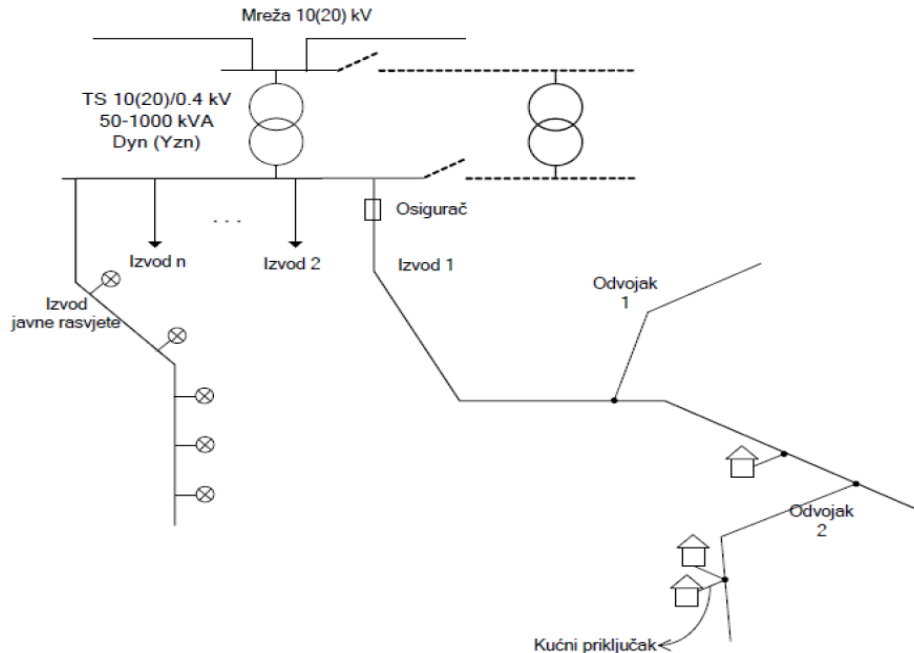 Mreža 10(20) kV
TS 10(20)/0.4 kV
50-1000 kVA
Dyn (Yzn)
Osigurač
. . .
Izvod n
Izvod 2
Izvod 1
Izvod
javne rasvjete
Odvojak
1
Odvojak
2
Kućni priključak